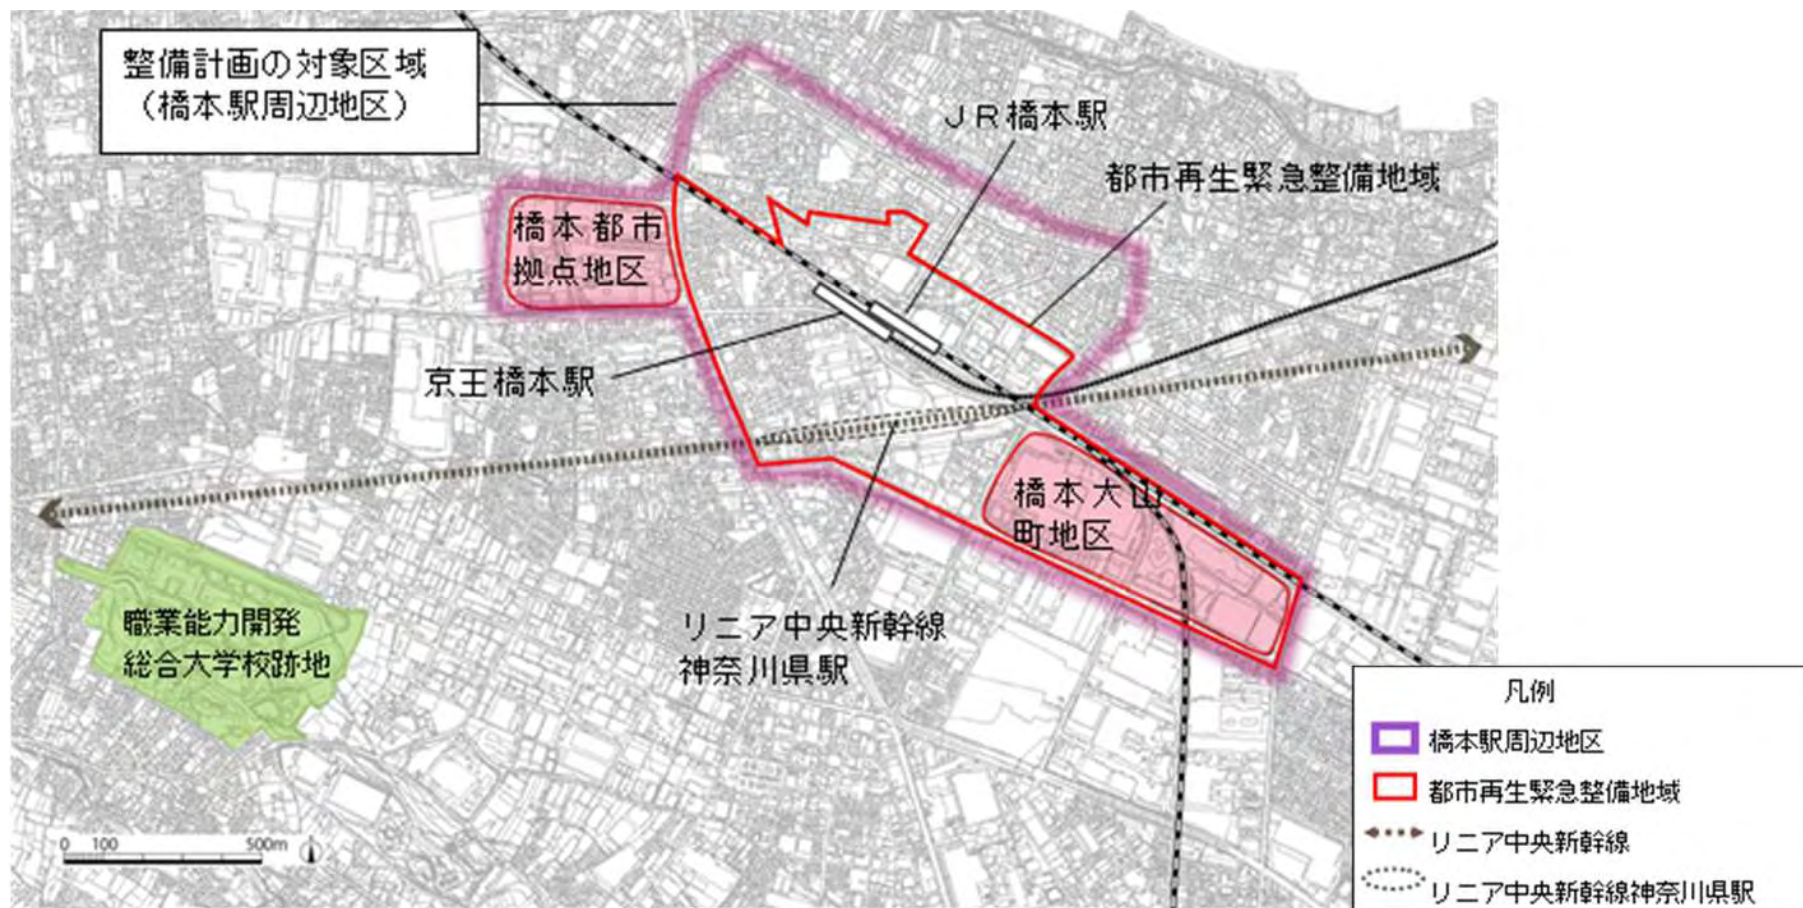 整備計画の対象区域
（橋本駅周辺地区）
ＪＲ橋本駅
都市再生緊急整備地域
橋本都市
拠点地区
京王橋本駅
橋本大山
町地区
リニア中央新幹線
神奈川県駅
職業能力開発
総合大学校跡地
0 100 500m
凡例
橋本駅周辺地区
都市再生緊急整備地域
リニア中央新幹線
リニア中央新幹線神奈川県駅